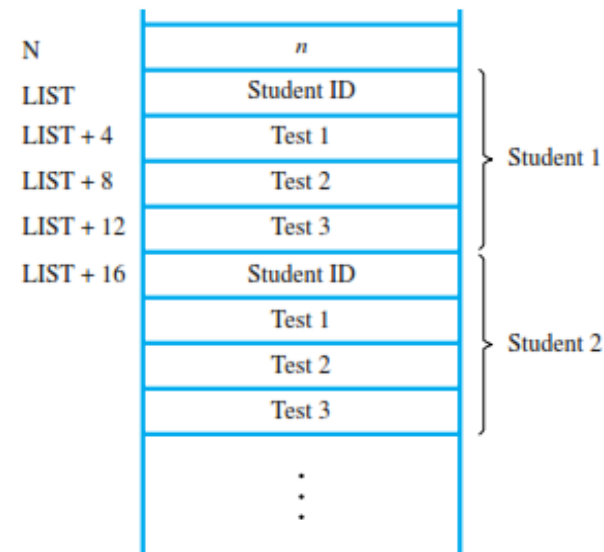 N n
LIST Student ID
LIST + 4 Test 1
Student 1
LIST + 8 Test 2
LIST + 12 Test 3
LIST + 16 Student ID
Test 1
Student 2
Test 2
Test 3